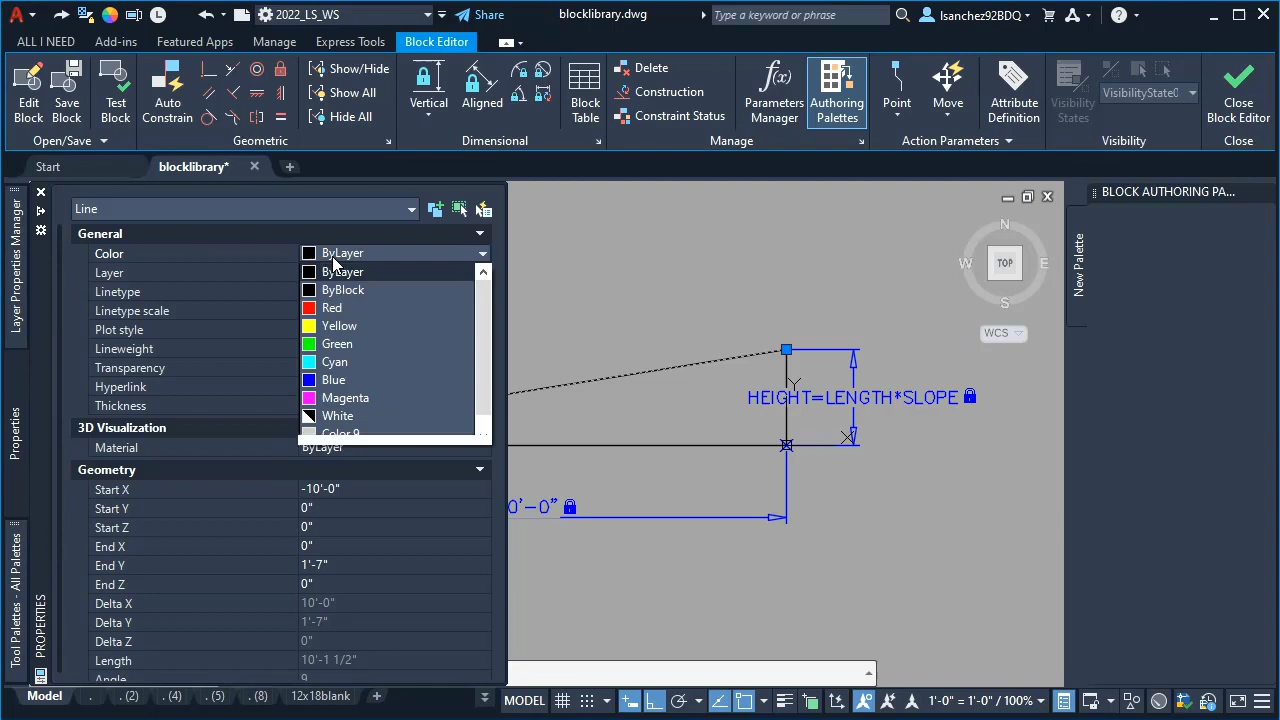 2022_LS_WS
Share
blocklibrary.dwg
Type a keyword or phrase
lsanchez92BDQ
ALL I NEED
Add-ins
Featured Apps
Manage
Express Tools
Block Editor
Edit Block
Save Block
Test Block
Auto Constrain
Show/Hide
Show All
Hide All
Vertical
Aligned
Block Table
Delete
Construction
Constraint Status
f(x)
Parameters Manager
Authoring Palettes
Point
Move
Attribute Definition
Visibility States
VisibilityState0
Close Block Editor
Open/Save
Geometric
Dimensional
Manage
Action Parameters
Visibility
Close
Start
blocklibrary*
Layer Properties Manager
Properties
Tool Palettes - All Palettes
PROPERTIES
Line
General
Color
ByLayer
Layer
ByLayer
Linetype
ByBlock
Linetype scale
Red
Plot style
Yellow
Lineweight
Green
Transparency
Cyan
Hyperlink
Blue
Thickness
Magenta
White
3D Visualization
Material
ByLayer
Geometry
Start X
-10'-0"
Start Y
0"
Start Z
0"
End X
0"
End Y
1'-7"
End Z
0"
Delta X
10'-0"
Delta Y
1'-7"
Delta Z
0"
Length
10'-1 1/2"
Angle
9
HEIGHT=LENGTH*SLOPE
Y
X
0'-0"
N
W
TOP
E
S
WCS
BLOCK AUTHORING PA...
New Palette
Model
.
. (2)
. (4)
. (5)
. (8)
12x18blank
MODEL
1'-0" = 1'-0" / 100%